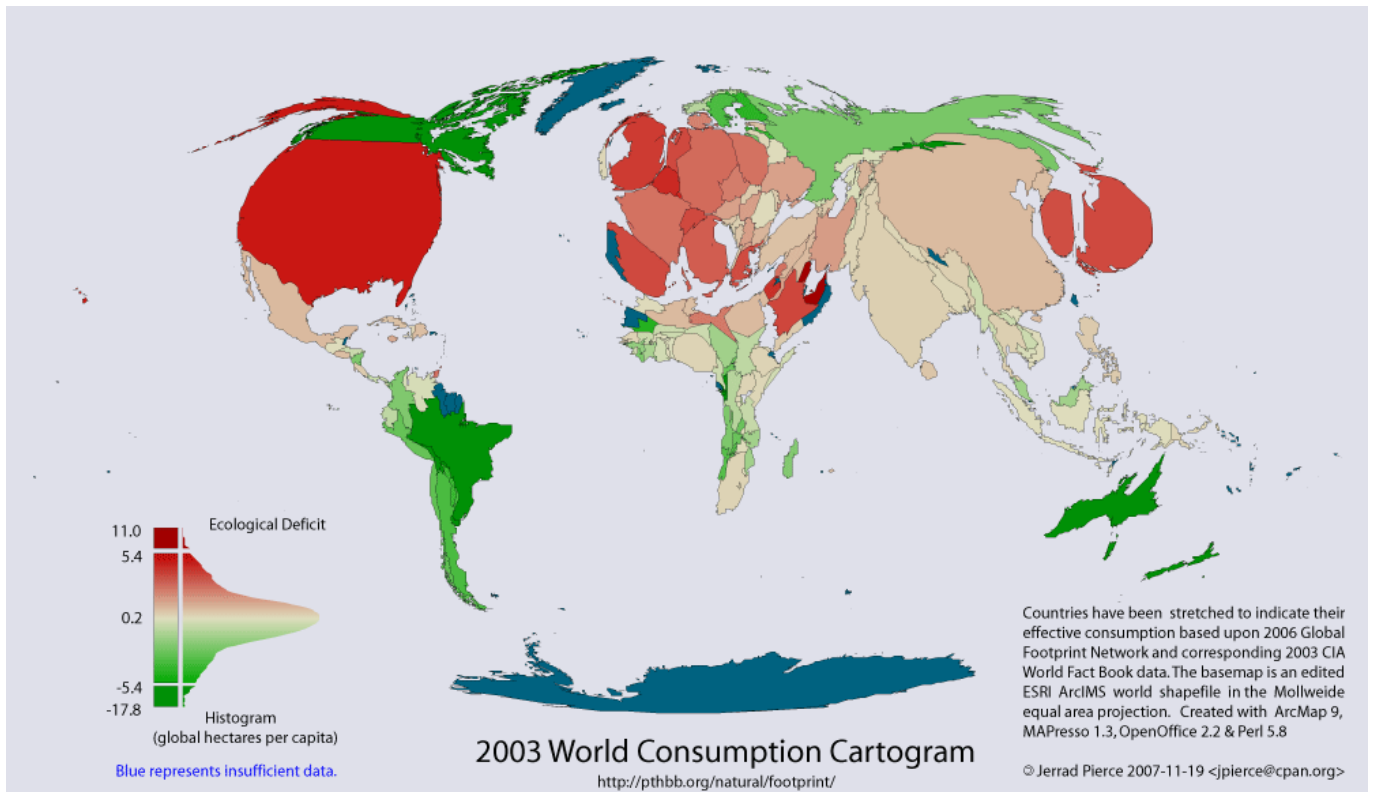 Ecological Deficit
11.0
5.4
0.2
-5.4
-17.8
Histogram
(global hectares per capita)
Blue represents insufficient data.
2003 World Consumption Cartogram
http://pthbb.org/natural/footprint/
Countries have been stretched to indicate their
effective consumption based upon 2006 Global
Footprint Network and corresponding 2003 CIA
World Fact Book data. The basemap is an edited
ESRI ArcIMS world shapefile in the Mollweide
equal area projection. Created with ArcMap 9,
MAPresso 1.3, OpenOffice 2.2 & Perl 5.8
© Jerrad Pierce 2007-11-19 <jpierce@cpan.org>